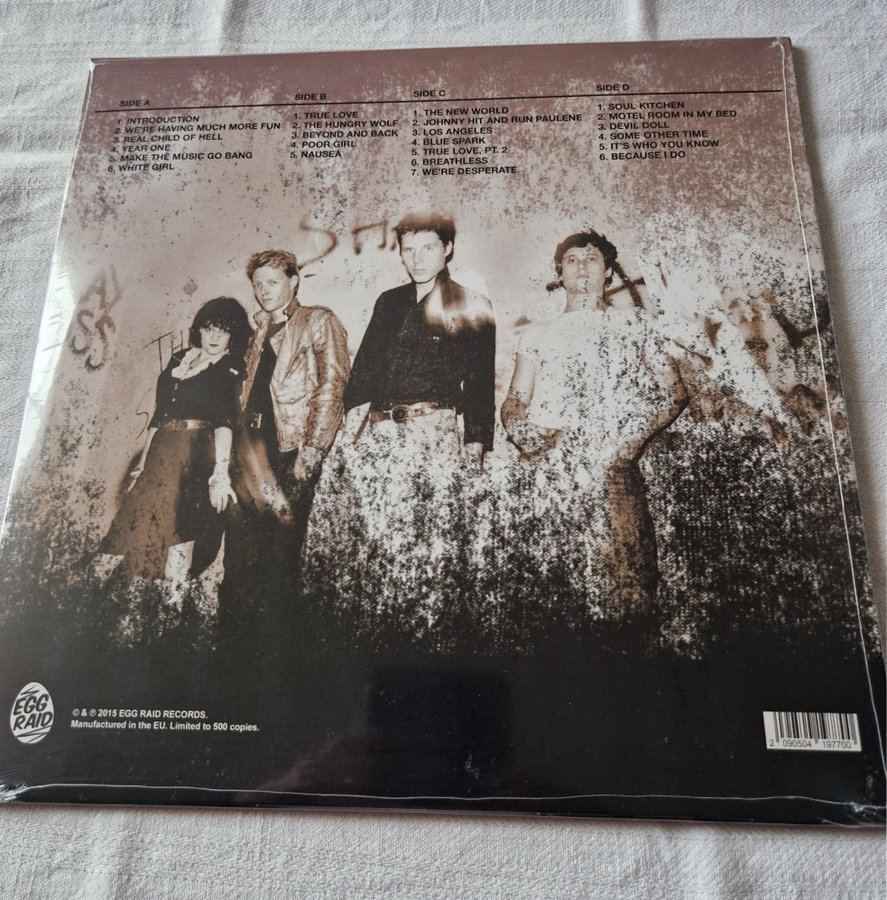 SIDE A
1. INTRODUCTION
2. WE'RE HAVING MUCH MORE FUN
3. REAL CHILD OF HELL
4. YEAR ONE
5. MAKE THE MUSIC GO BANG
6. WHITE GIRL
SIDE B
1. TRUE LOVE
2. THE HUNGRY WOLF
3. BEYOND AND BACK
4. POOR GIRL
5. NAUSEA
SIDE C
1. THE NEW WORLD
2. JOHNNY HIT AND RUN PAULENE
3. LOS ANGELES
4. BLUE SPARK
5. TRUE LOVE, PT. 2
6. BREATHLESS
7. WE'RE DESPERATE
SIDE D
1. SOUL KITCHEN
2. MOTEL ROOM IN MY BED
3. DEVIL DOLL
4. SOME OTHER TIME
5. IT'S WHO YOU KNOW
6. BECAUSE I DO
EGG
RAID
© & ℗ 2015 EGG RAID RECORDS.
Manufactured in the EU. Limited to 500 copies.
2 090504 197700